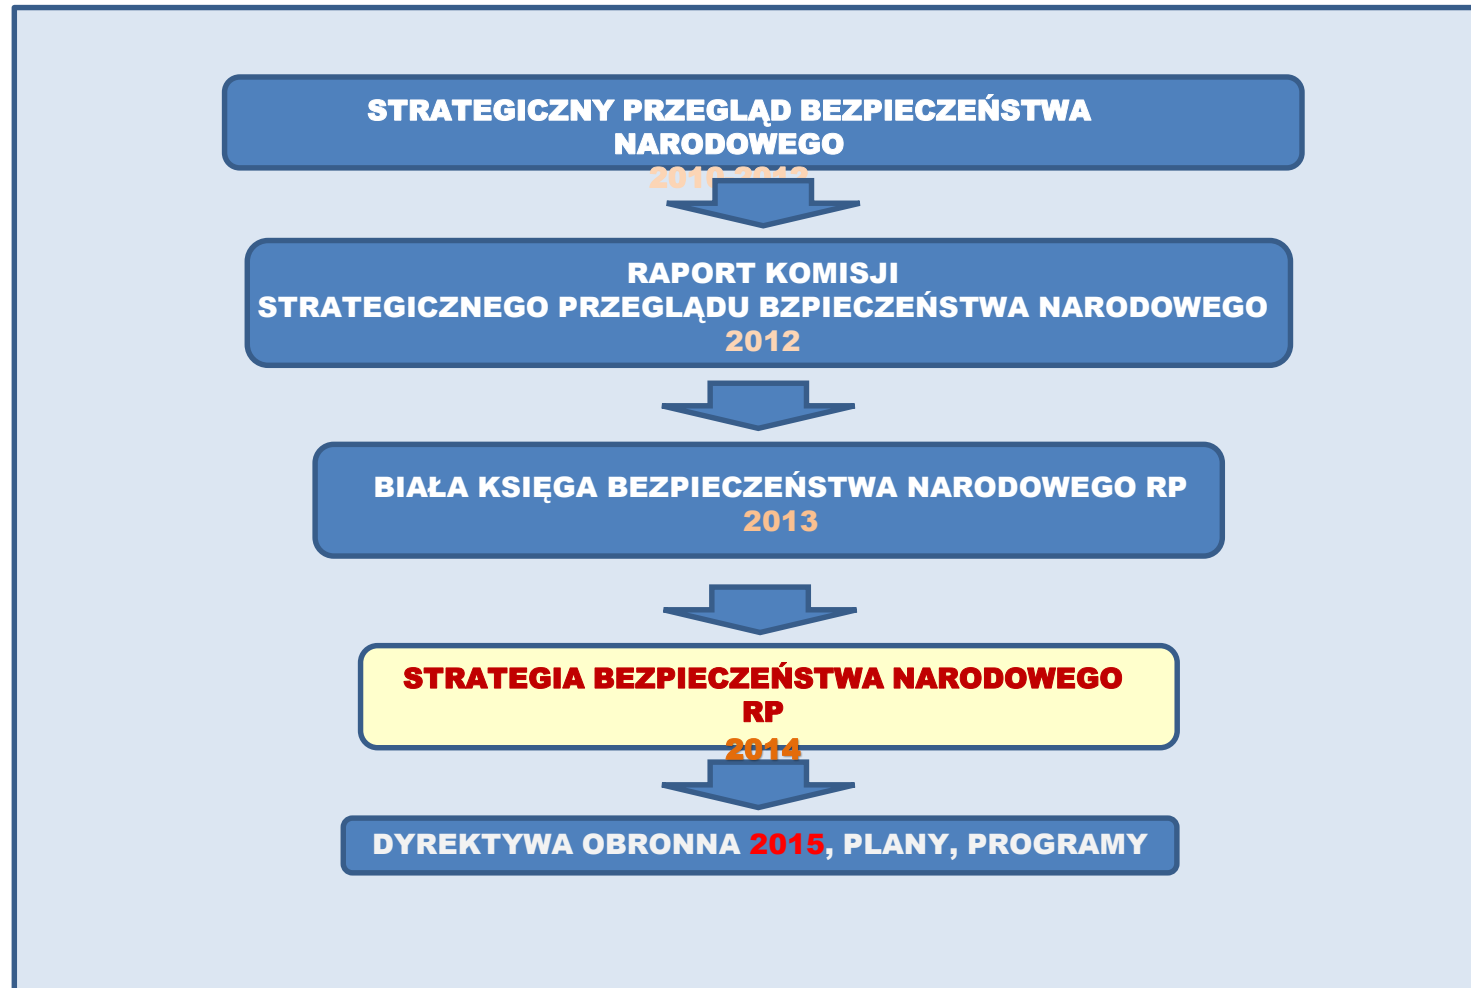 STRATEGICZNY PRZEGLĄD BEZPIECZEŃSTWA
NARODOWEGO
RAPORT KOMISJI
STRATEGICZNEGO PRZEGLĄDU BZPIECZEŃSTWA NARODOWEGO
2012
BIAŁA KSIĘGA BEZPIECZEŃSTWA NARODOWEGO RP
2013
STRATEGIA BEZPIECZEŃSTWA NARODOWEGO
RP
2014
DYREKTYWA OBRONNA 2015, PLANY, PROGRAMY